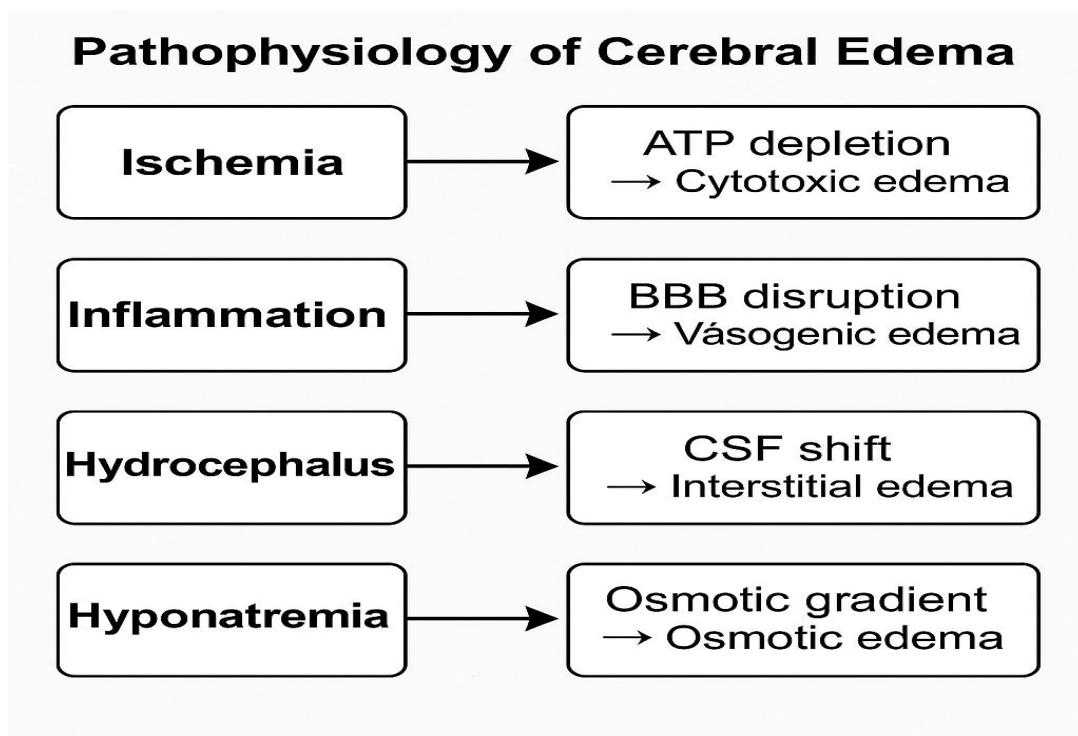 Pathophysiology of Cerebral Edema
Ischemia
ATP depletion
→ Cytotoxic edema
Inflammation
BBB disruption
→ Vásogenic edema
Hydrocephalus
CSF shift
→ Interstitial edema
Hyponatremia
Osmotic gradient
→ Osmotic edema